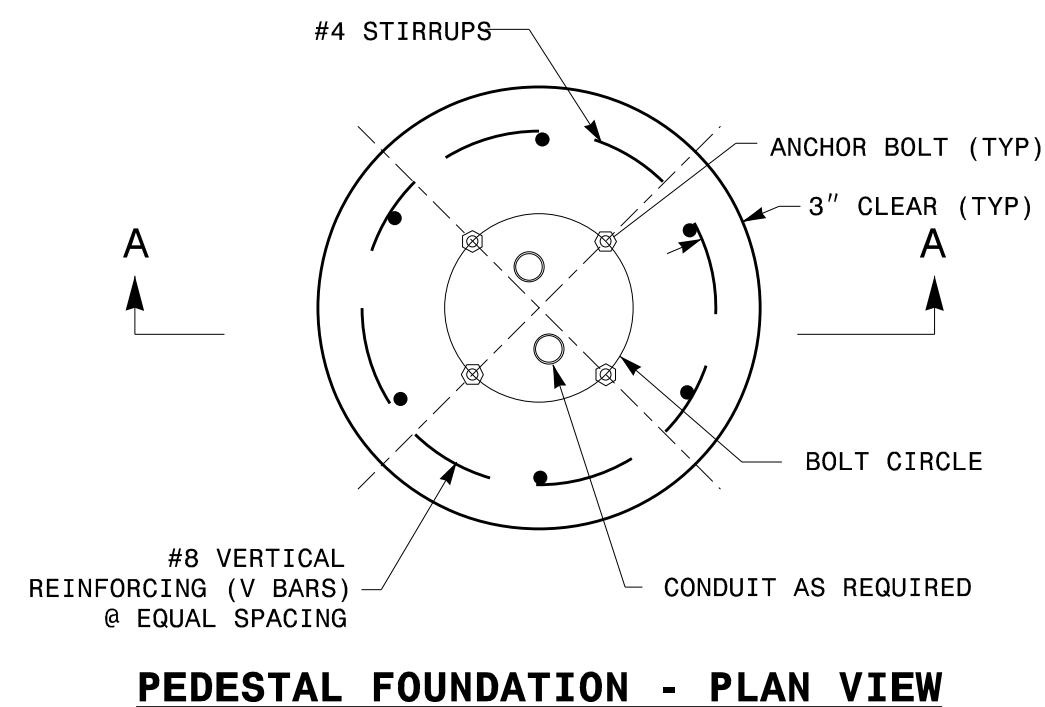 #4 STIRRUPS
ANCHOR BOLT (TYP)
3" CLEAR (TYP)
A
A
BOLT CIRCLE
#8 VERTICAL
REINFORCING (V BARS)
@ EQUAL SPACING
CONDUIT AS REQUIRED
PEDESTAL FOUNDATION - PLAN VIEW